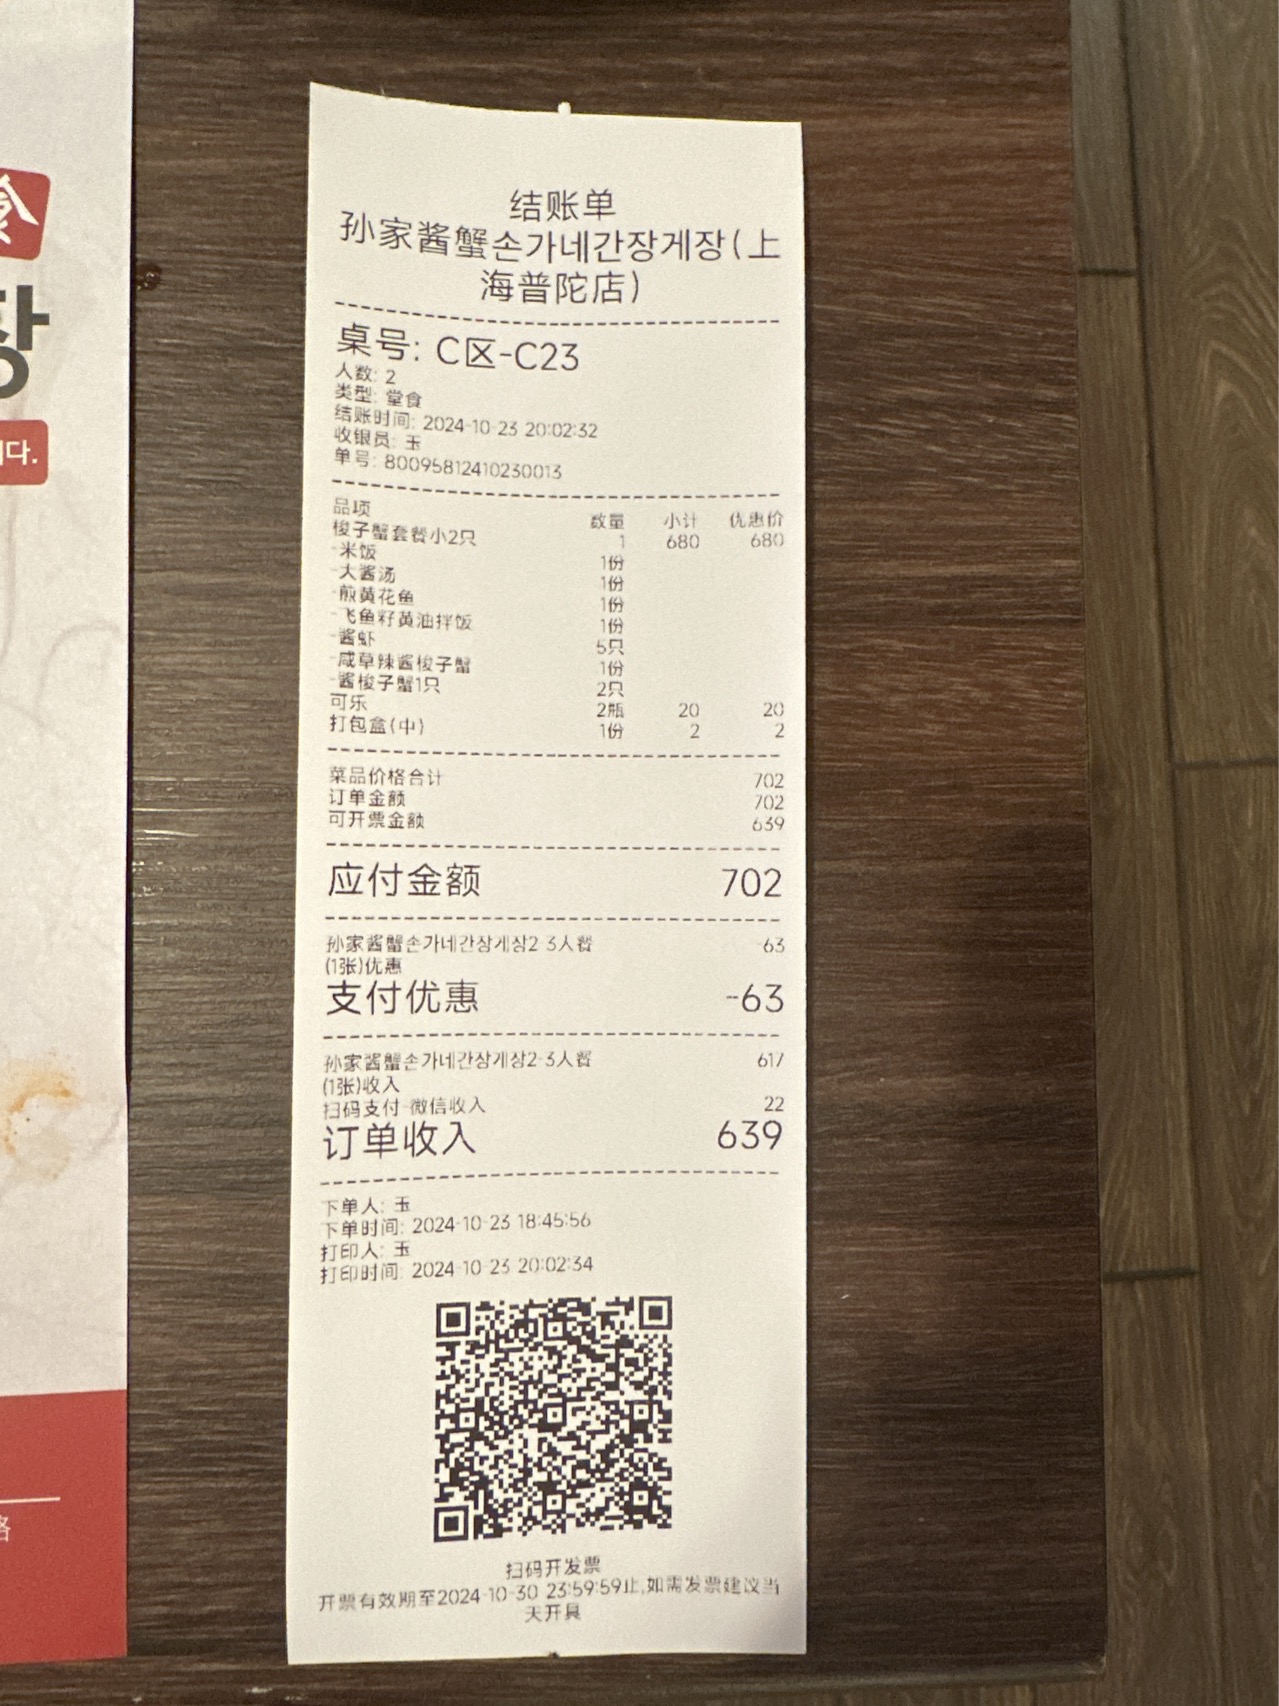 食
장
니다.
结账单
孙家酱蟹손가네간장게장(上
海普陀店)
桌号: C区-C23
人数: 2
类型: 堂食
结账时间: 2024-10-23 20:02:32
收银员: 玉
单号: 80095812410230013
品项 数量 小计 优惠价
梭子蟹套餐小2只 1 680 680
-米饭 1份
-大酱汤 1份
-煎黄花鱼 1份
-飞鱼籽黄油拌饭 1份
-酱虾 5只
-咸草辣酱梭子蟹 1份
-酱梭子蟹1只 2只
可乐 2瓶 20 20
打包盒(中) 1份 2 2
菜品价格合计 702
订单金额 702
可开票金额 639
应付金额 702
孙家酱蟹손가네간장게장2-3人餐 -63
(1张)优惠
支付优惠 -63
孙家酱蟹손가네간장게장2-3人餐 617
(1张)收入
扫码支付-微信收入 22
订单收入 639
下单人: 玉
下单时间: 2024-10-23 18:45:56
打印人: 玉
打印时间: 2024-10-23 20:02:34
扫码开发票
开票有效期至2024-10-30 23:59:59止,如需发票建议当
天开具